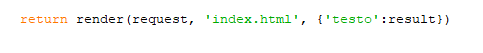 return render(request, 'index.html', {'testo':result})